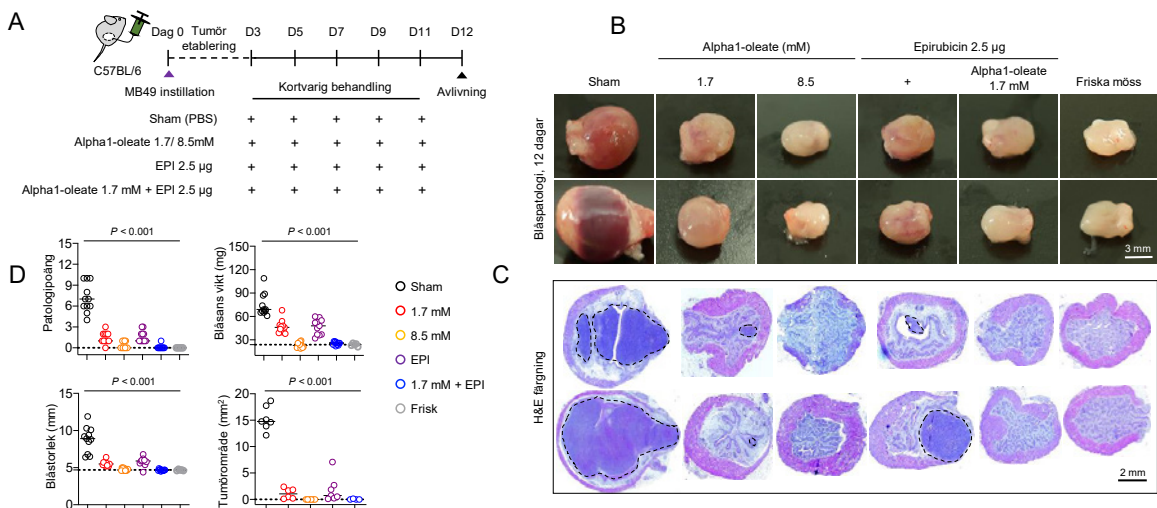 A
Dag 0
Tumör
etablering
D3
D5
D7
D9
D11
D12
C57BL/6
MB49 instillation
Kortvarig behandling
Avlivning
Sham (PBS)
+ + + + +
Alpha1-oleate 1.7/ 8.5mM
+ + + + +
EPI 2.5 µg
+ + + + +
Alpha1-oleate 1.7 mM + EPI 2.5 µg
+ + + + +
B
Alpha1-oleate (mM)
Epirubicin 2.5 µg
Sham
1.7
8.5
+
Alpha1-oleate
1.7 mM
Friska möss
Blåspatologi, 12 dagar
3 mm
C
H&E färgning
2 mm
D
P < 0.001
Patologipoäng
15
12
9
6
3
0
P < 0.001
Blåsans vikt (mg)
150
120
90
60
30
P < 0.001
Blåstorlek (mm)
15
10
5
0
P < 0.001
Tumörområde (mm²)
20
15
10
5
0
Sham
1.7 mM
8.5 mM
EPI
1.7 mM + EPI
Frisk